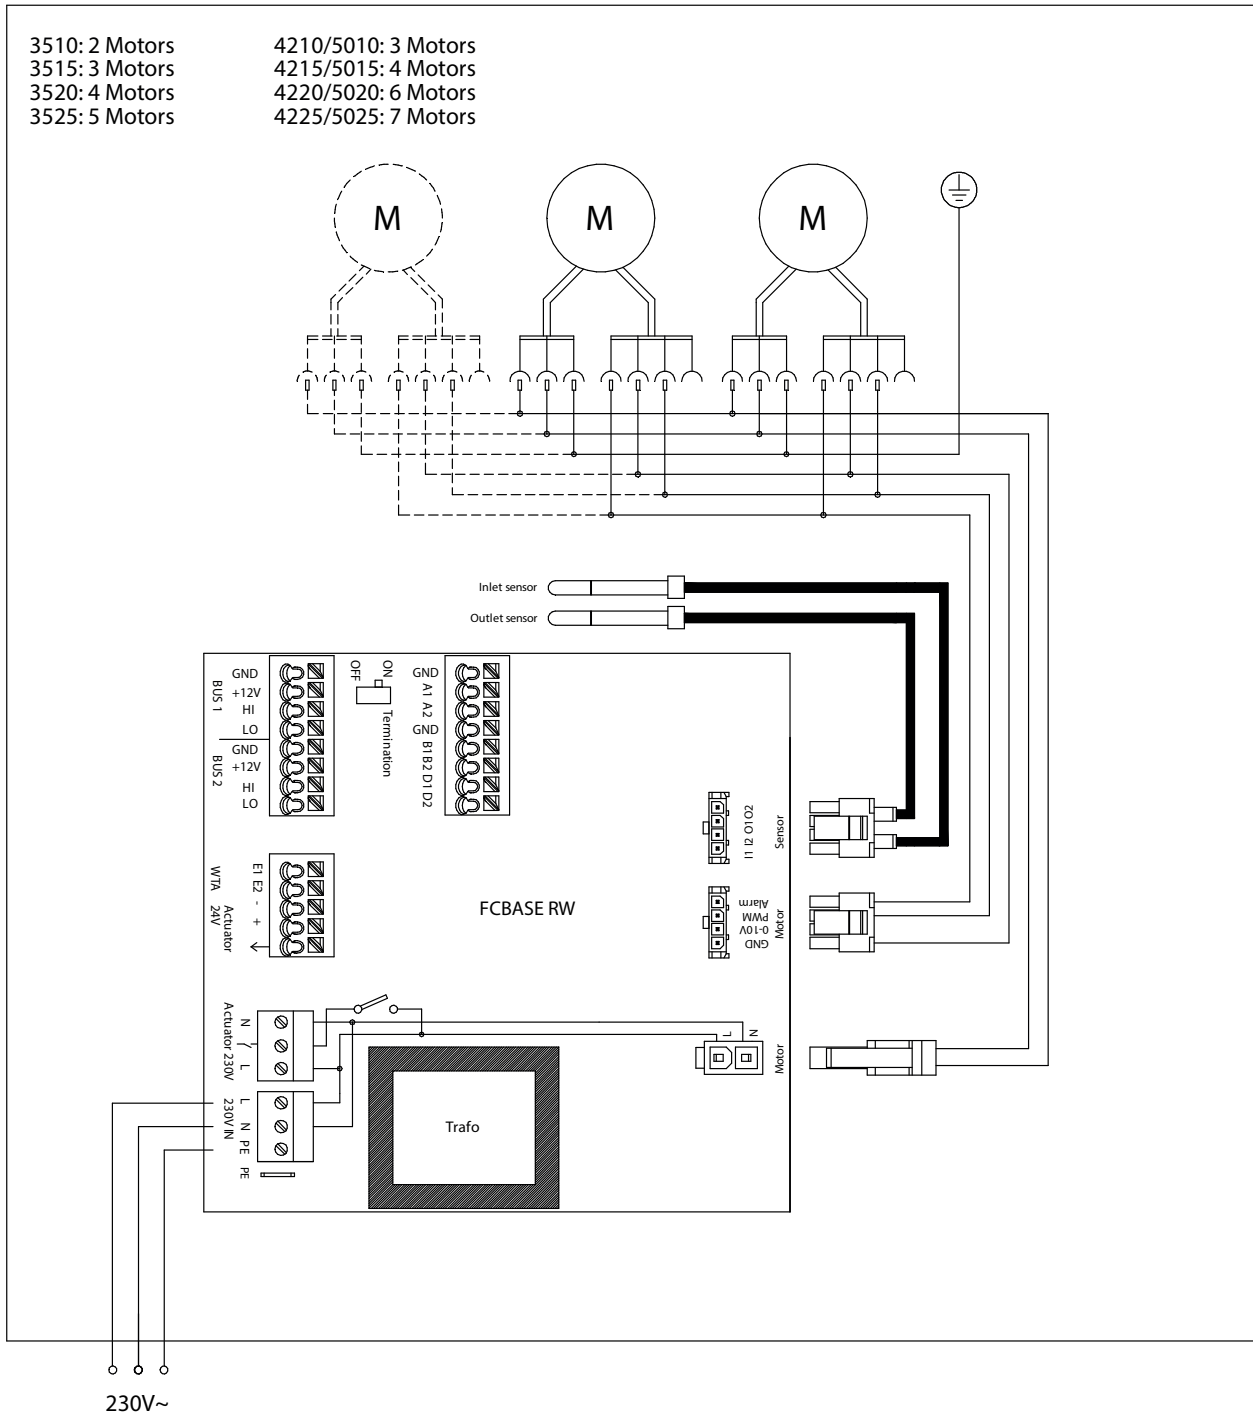 3510: 2 Motors
3515: 3 Motors
3520: 4 Motors
3525: 5 Motors
4210/5010: 3 Motors
4215/5015: 4 Motors
4220/5020: 6 Motors
4225/5025: 7 Motors
M
M
M
Inlet sensor
Outlet sensor
BUS 1
GND
+12V
HI
LO
BUS 2
GND
+12V
HI
LO
ON
OFF
Termination
GND
A1 A2
GND
B1 B2 D1 D2
I1 I2 O1 O2
Sensor
WTA
E1 E2 - +
Actuator
24V
FCBASE RW
Alarm
PWM
0-10V
GND
Motor
Actuator 230V
N
L
L N
Motor
230V IN
L
N
PE
PE
Trafo
230V~